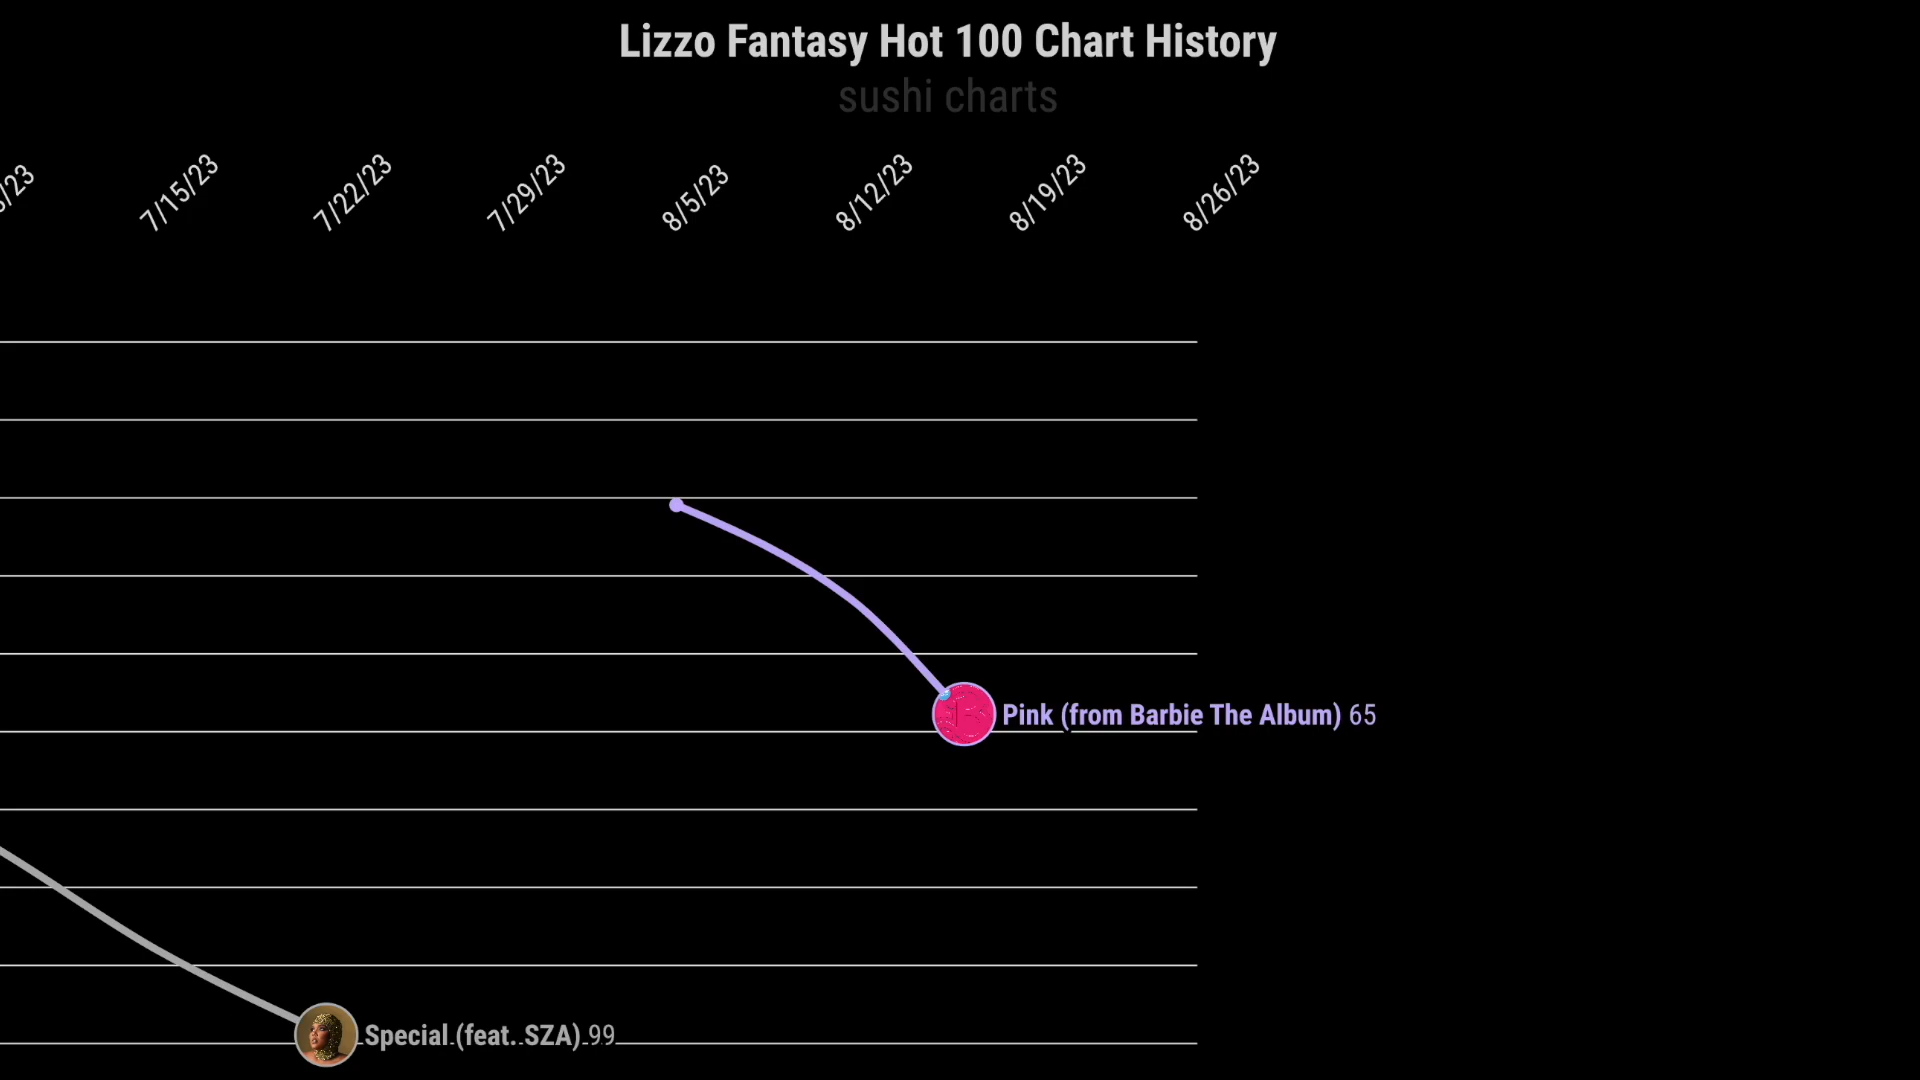 Lizzo Fantasy Hot 100 Chart History
sushi charts
/23
7/15/23
7/22/23
7/29/23
8/5/23
8/12/23
8/19/23
8/26/23
Pink (from Barbie The Album) 65
Special (feat. SZA) 99